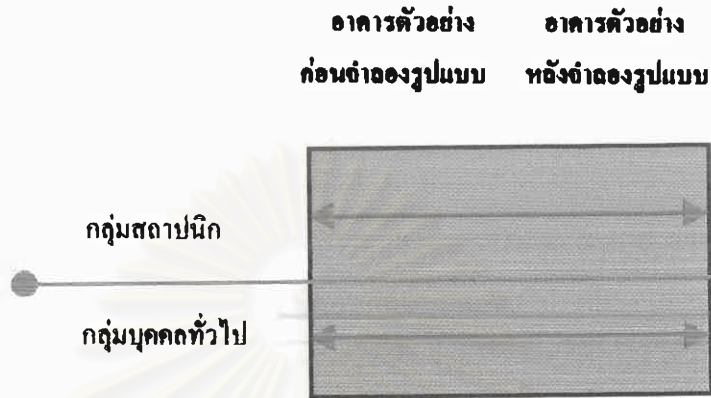 อาคารตัวอย่าง อาคารตัวอย่าง
ก่อนจำลองรูปแบบ หลังจำลองรูปแบบ
กลุ่มสถาปนิก
กลุ่มบุคคลทั่วไป